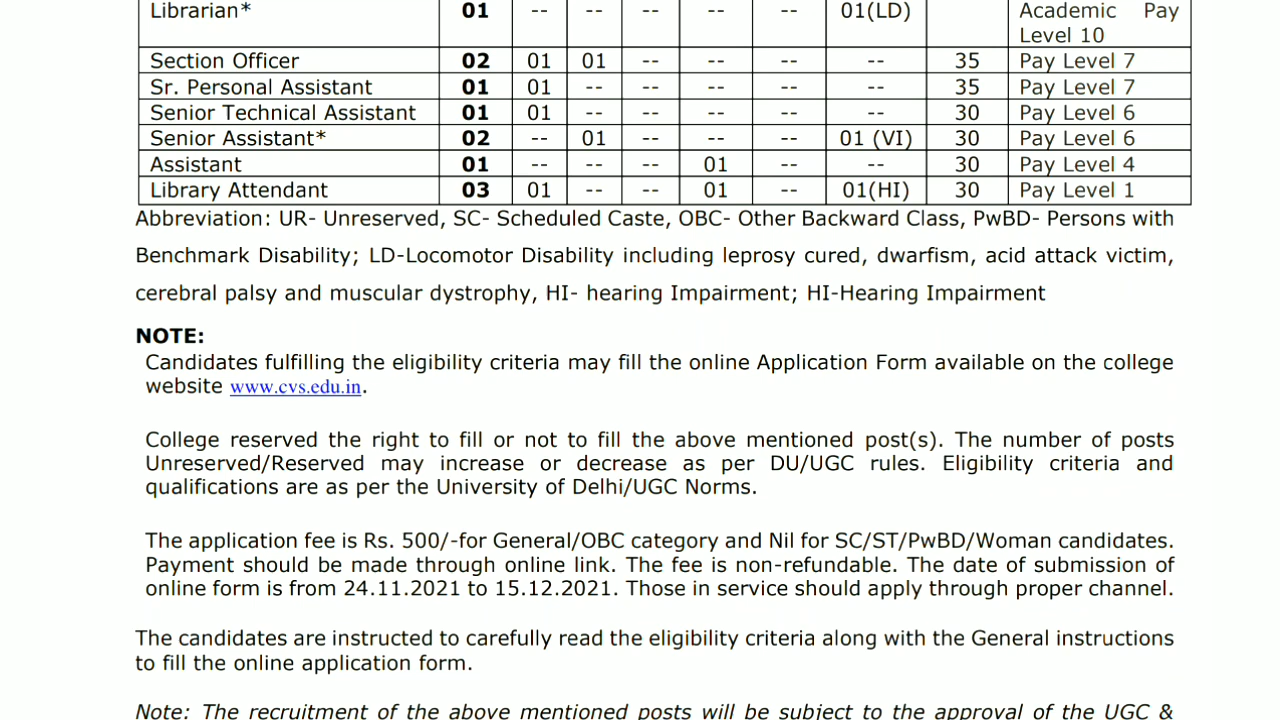 Librarian* 01 -- -- -- -- -- 01(LD) Academic Pay
Level 10
Section Officer 02 01 01 -- -- -- -- 35 Pay Level 7
Sr. Personal Assistant 01 01 -- -- -- -- -- 35 Pay Level 7
Senior Technical Assistant 01 01 -- -- -- -- -- 30 Pay Level 6
Senior Assistant* 02 -- 01 -- -- -- 01 (VI) 30 Pay Level 6
Assistant 01 -- -- -- 01 -- -- 30 Pay Level 4
Library Attendant 03 01 -- -- 01 -- 01(HI) 30 Pay Level 1
Abbreviation: UR- Unreserved, SC- Scheduled Caste, OBC- Other Backward Class, PwBD- Persons with
Benchmark Disability; LD-Locomotor Disability including leprosy cured, dwarfism, acid attack victim,
cerebral palsy and muscular dystrophy, HI- hearing Impairment; HI-Hearing Impairment
NOTE:
Candidates fulfilling the eligibility criteria may fill the online Application Form available on the college
website www.cvs.edu.in.
College reserved the right to fill or not to fill the above mentioned post(s). The number of posts
Unreserved/Reserved may increase or decrease as per DU/UGC rules. Eligibility criteria and
qualifications are as per the University of Delhi/UGC Norms.
The application fee is Rs. 500/-for General/OBC category and Nil for SC/ST/PwBD/Woman candidates.
Payment should be made through online link. The fee is non-refundable. The date of submission of
online form is from 24.11.2021 to 15.12.2021. Those in service should apply through proper channel.
The candidates are instructed to carefully read the eligibility criteria along with the General instructions
to fill the online application form.
Note: The recruitment of the above mentioned posts will be subject to the approval of the UGC &